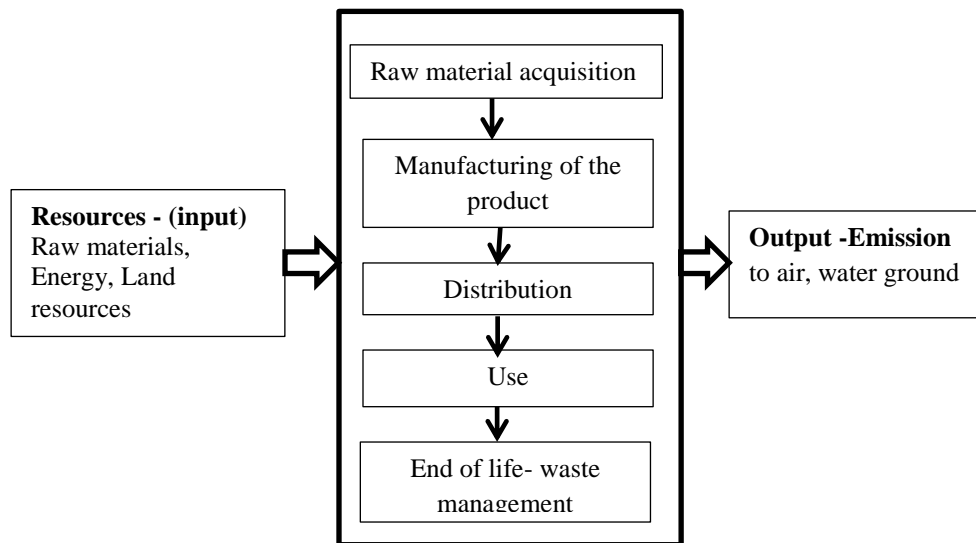 Resources - (input)
Raw materials,
Energy, Land
resources
Raw material acquisition
Manufacturing of the
product
Distribution
Use
End of life- waste
management
Output -Emission
to air, water ground